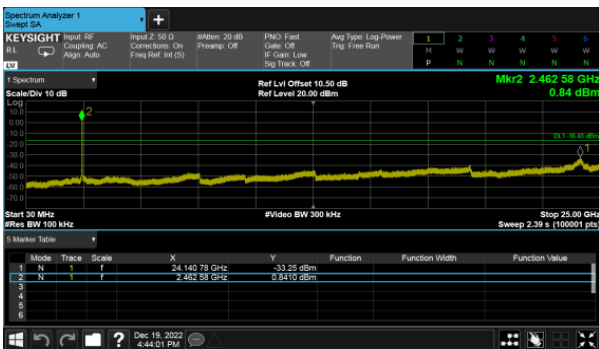 Spectrum Analyzer 1
Swept SA
+
KEYSIGHT Input: RF Input Z: 50 Ω #Atten: 20 dB PNO: Fast Avg Type: Log-Power 1 2 3 4 5 6
RL Coupling: AC Corrections: On Preamp: Off Gate: Off Trig: Free Run M W W W W W
Align: Auto Freq Ref: Int (S) IF Gain: Low P N N N N N
Sig Track: Off
LXI
1 Spectrum Ref Lvl Offset 10.50 dB Mkr2 2.462 58 GHz
Scale/Div 10 dB Ref Level 20.00 dBm 0.84 dBm
Log
10.0
0.00
-10.0
-20.0
-30.0
-40.0
-50.0
-60.0
-70.0
2
DL1 -16.40 dBm
1
Start 30 MHz #Video BW 300 kHz Stop 25.00 GHz
#Res BW 100 kHz Sweep 2.39 s (100001 pts)
5 Marker Table
Mode Trace Scale X Y Function Function Width Function Value
1 N 1 f 24.140 78 GHz -33.25 dBm
2 N 1 f 2.462 58 GHz 0.8410 dBm
3
4
5
6
? Dec 19, 2022
4:44:01 PM